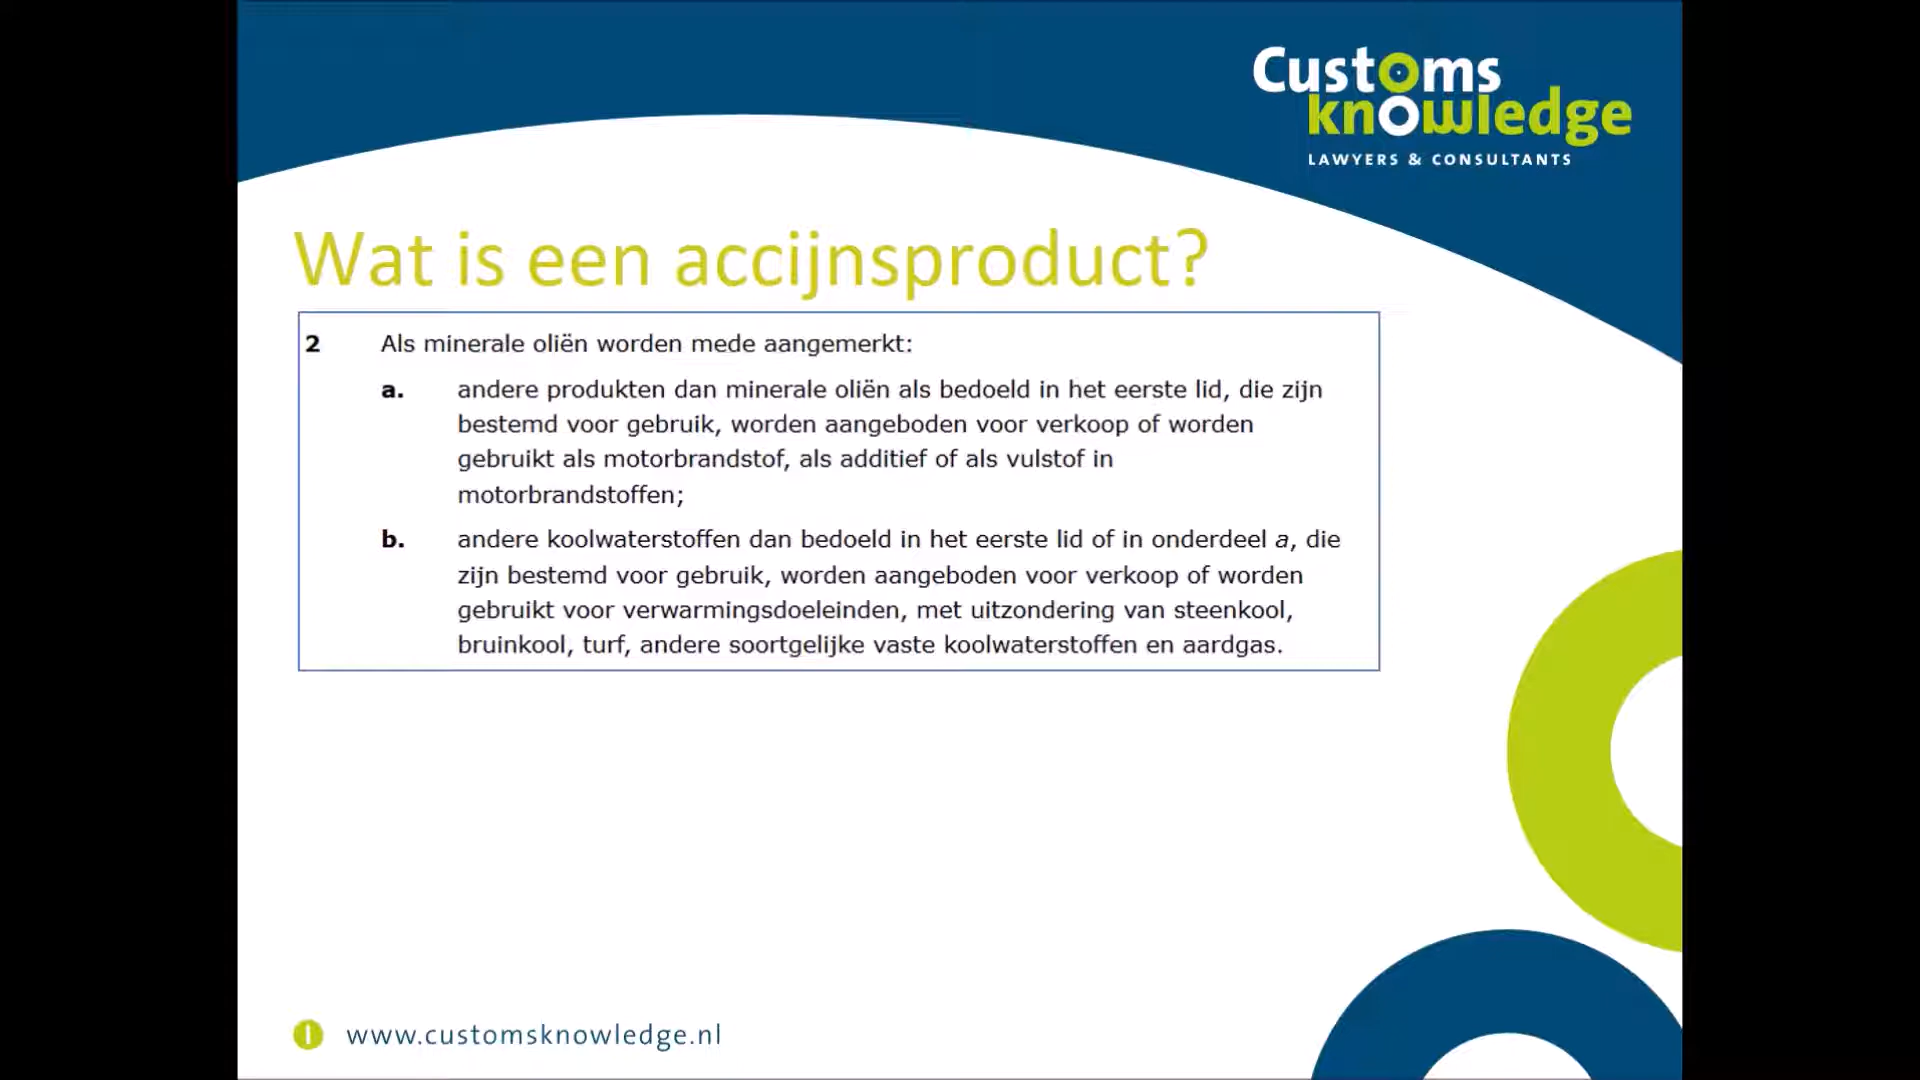 Customs
knowledge
LAWYERS & CONSULTANTS
Wat is een accijnsproduct?
2 Als minerale oliën worden mede aangemerkt:
a. andere produkten dan minerale oliën als bedoeld in het eerste lid, die zijn
bestemd voor gebruik, worden aangeboden voor verkoop of worden
gebruikt als motorbrandstof, als additief of als vulstof in
motorbrandstoffen;
b. andere koolwaterstoffen dan bedoeld in het eerste lid of in onderdeel a, die
zijn bestemd voor gebruik, worden aangeboden voor verkoop of worden
gebruikt voor verwarmingsdoeleinden, met uitzondering van steenkool,
bruinkool, turf, andere soortgelijke vaste koolwaterstoffen en aardgas.
www.customsknowledge.nl